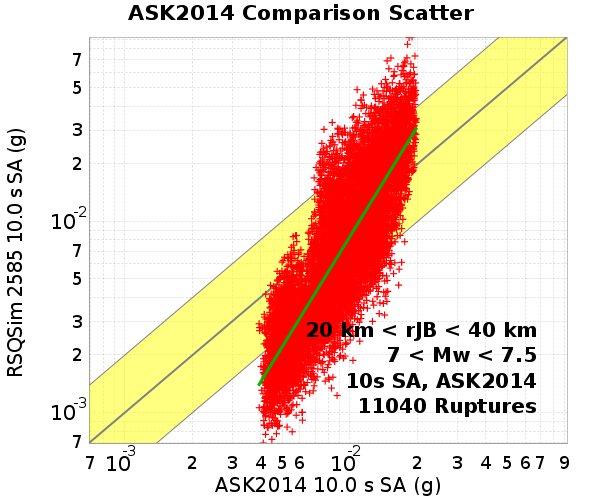 ASK2014 Comparison Scatter
RSQSim 2585 10.0 s SA (g)
7
5
3
2
10-2
7
5
3
2
10-3
7
20 km < rJB < 40 km
7 < Mw < 7.5
10s SA, ASK2014
11040 Ruptures
7 10-3 2 3 4 5 6 10-2 2 3 4 5 6 7 9
ASK2014 10.0 s SA (g)